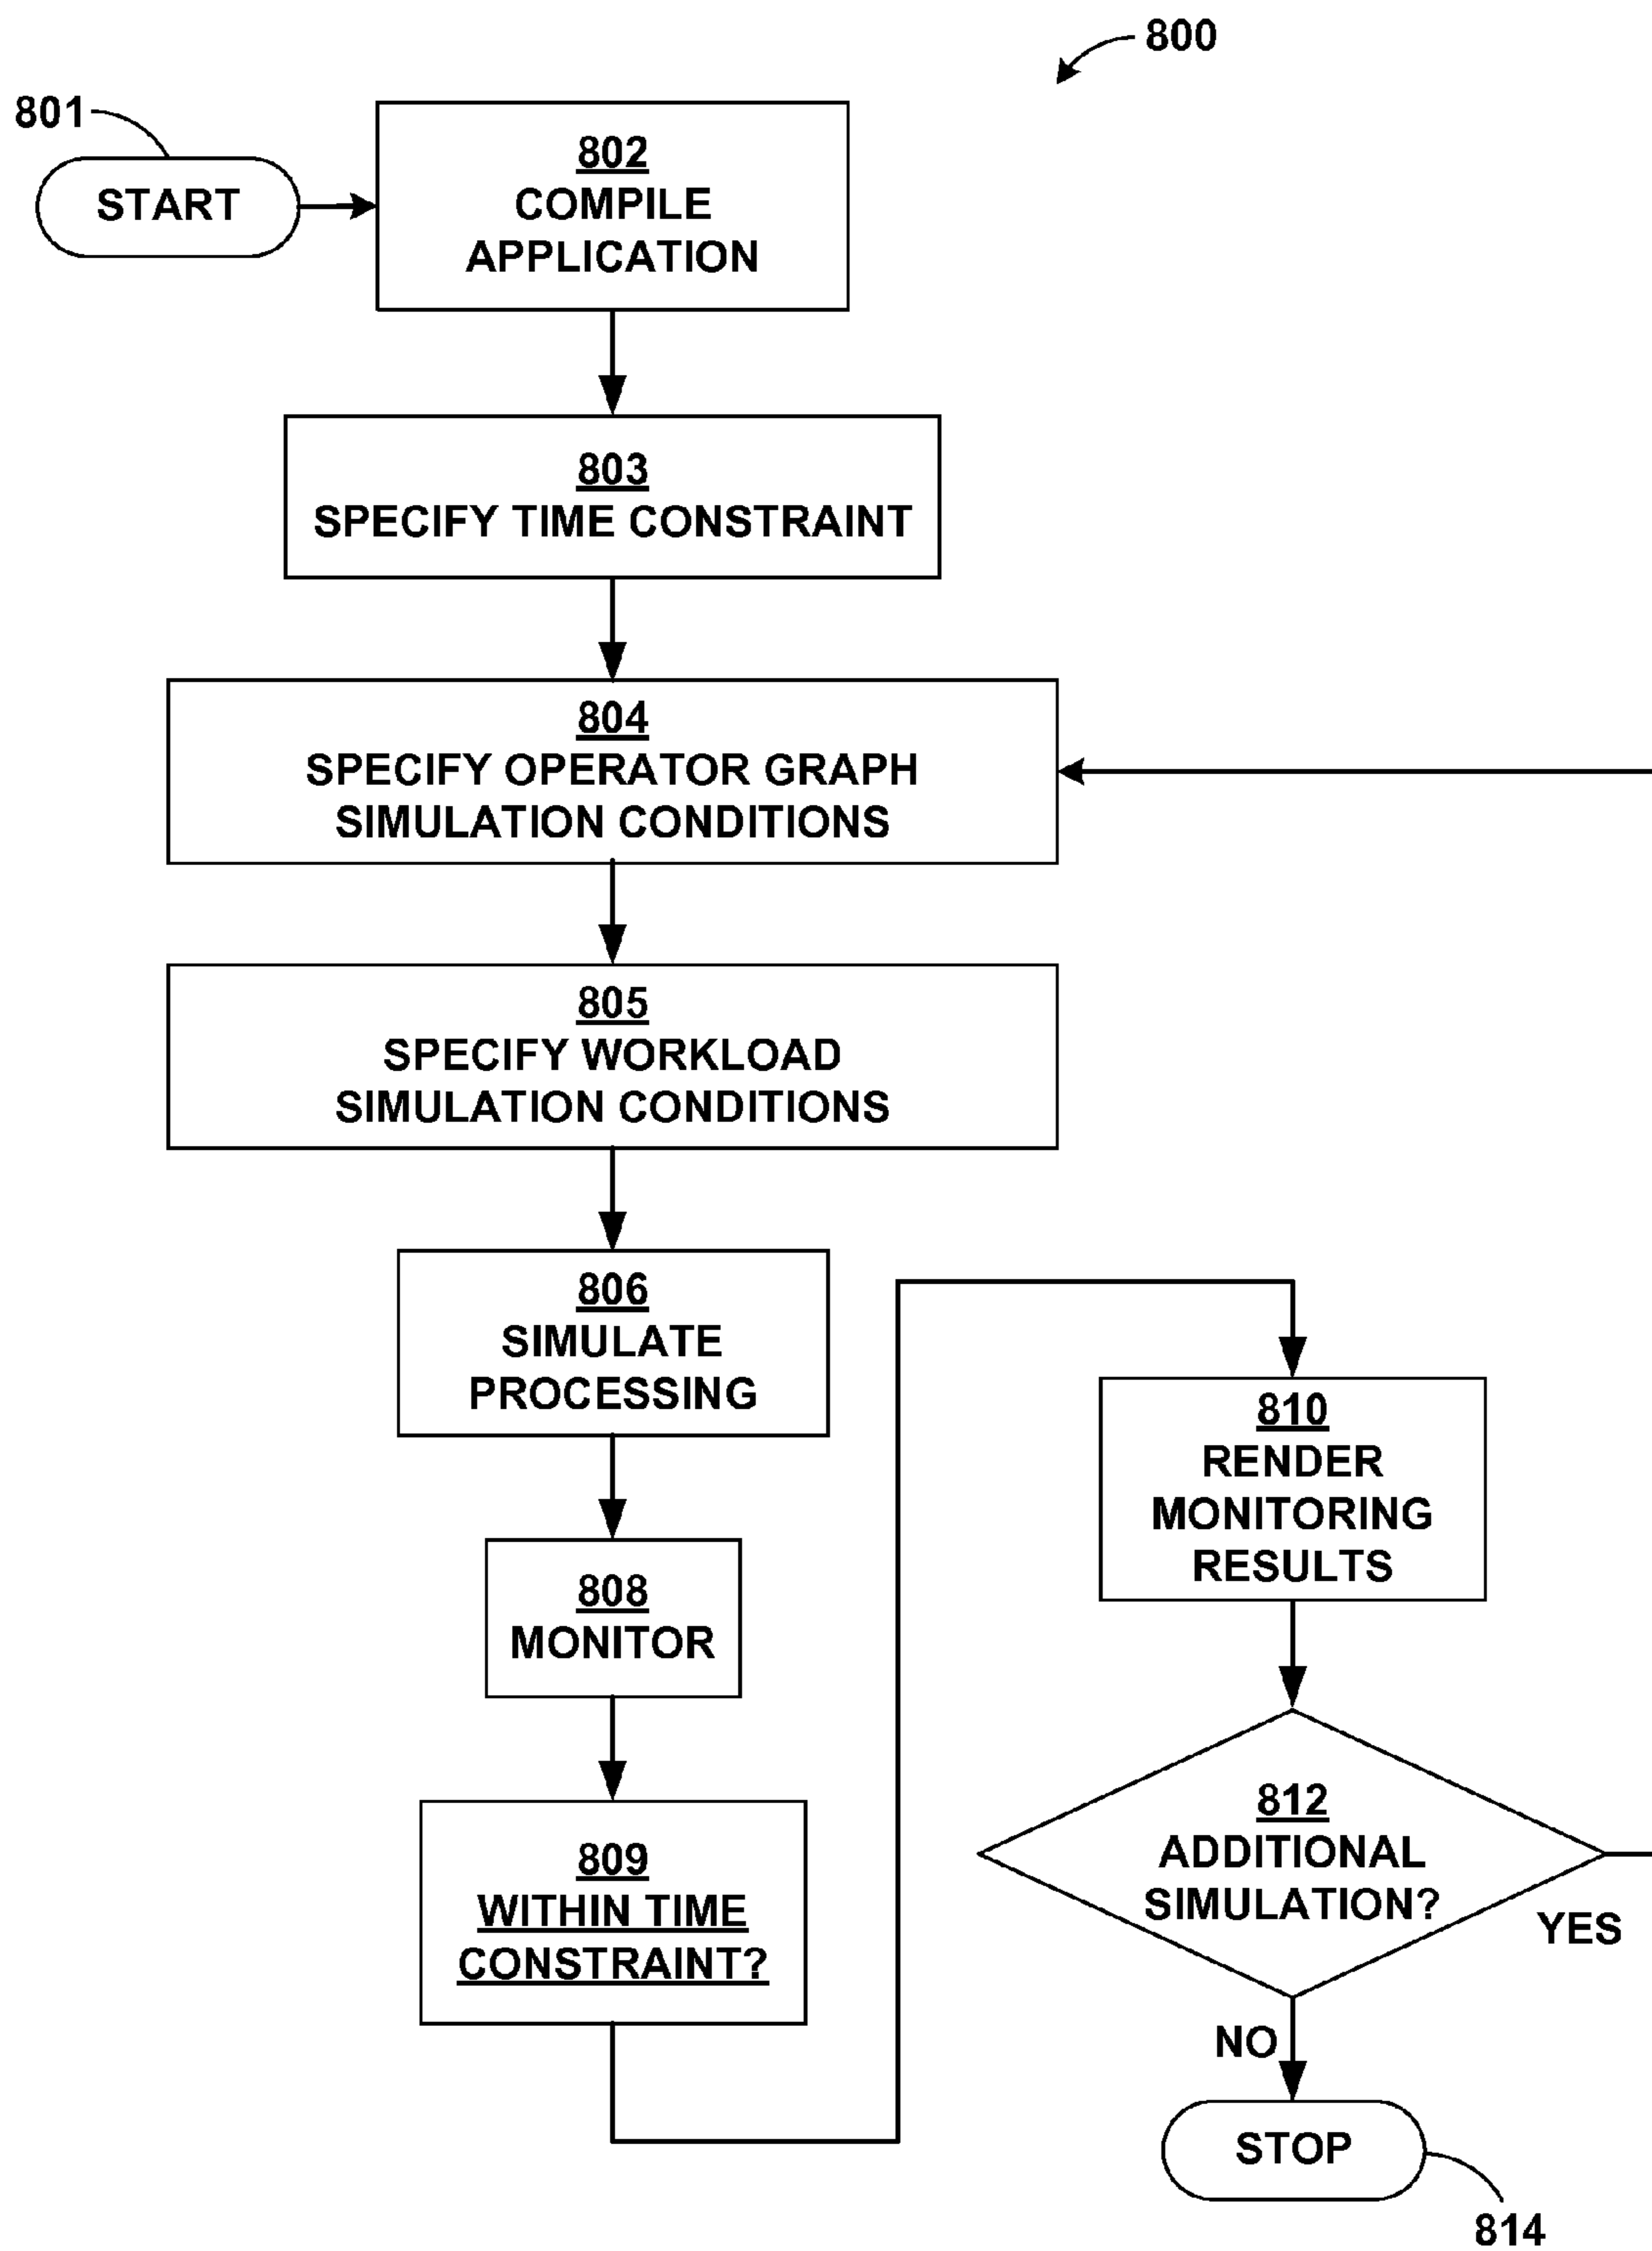 800
801
START
802
COMPILE
APPLICATION
803
SPECIFY TIME CONSTRAINT
804
SPECIFY OPERATOR GRAPH
SIMULATION CONDITIONS
805
SPECIFY WORKLOAD
SIMULATION CONDITIONS
806
SIMULATE
PROCESSING
808
MONITOR
809
WITHIN TIME
CONSTRAINT?
810
RENDER
MONITORING
RESULTS
812
ADDITIONAL
SIMULATION?
YES
NO
STOP
814